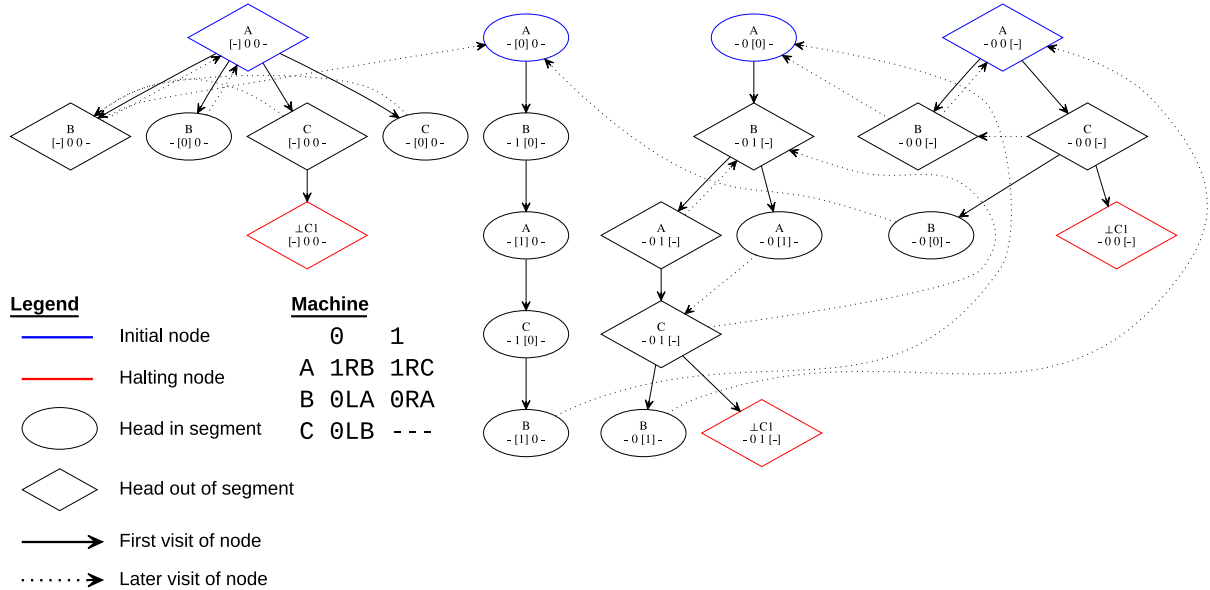 A
[-] 0 0 -
A
- [0] 0 -
A
- 0 [0] -
A
- 0 0 [-]
B
[-] 0 0 -
B
- [0] 0 -
C
[-] 0 0 -
C
- [0] 0 -
B
- 1 [0] -
B
- 0 1 [-]
B
- 0 0 [-]
C
- 0 0 [-]
⊥C1
[-] 0 0 -
A
- [1] 0 -
A
- 0 1 [-]
A
- 0 [1] -
B
- 0 [0] -
⊥C1
- 0 0 [-]
C
- 1 [0] -
C
- 0 1 [-]
B
- [1] 0 -
B
- 0 [1] -
⊥C1
- 0 1 [-]
Legend
Initial node
Halting node
Head in segment
Head out of segment
First visit of node
Later visit of node
Machine
0 1
A 1RB 1RC
B 0LA 0RA
C 0LB ---